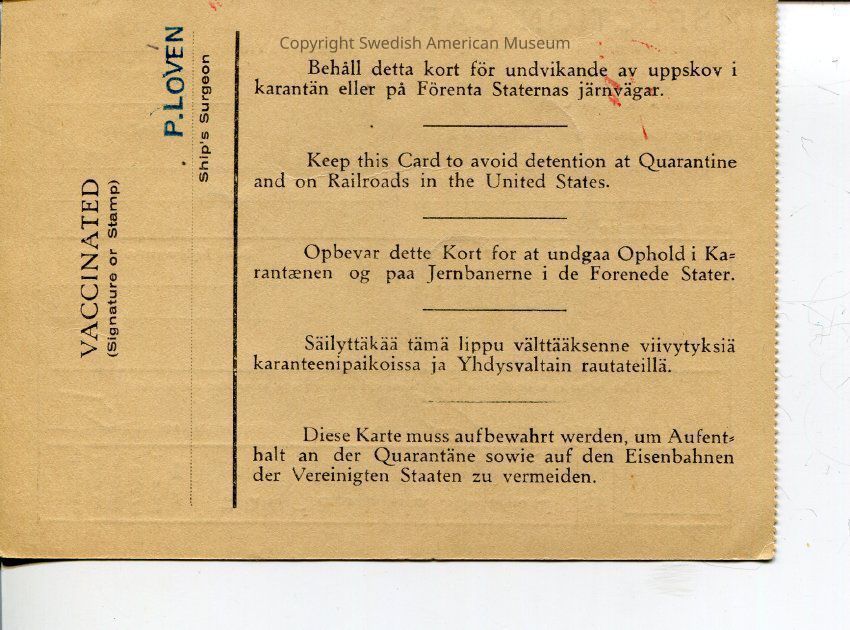 Copyright Swedish American Museum
Behåll detta kort för undvikande av uppskov i
karantän eller på Förenta Staternas järnvägar.
Keep this Card to avoid detention at Quarantine
and on Railroads in the United States.
Opbevar dette Kort for at undgaa Ophold i Ka=
rantænen og paa Jernbanerne i de Forenede Stater.
Säilyttäkää tämä lippu välttääksenne viivytyksiä
karanteenipaikoissa ja Yhdysvaltain rautateillä.
Diese Karte muss aufbewahrt werden, um Aufent=
halt an der Quarantäne sowie auf den Eisenbahnen
der Vereinigten Staaten zu vermeiden.
VACCINATED
(Signature or Stamp)
P. LOVEN
Ship's Surgeon